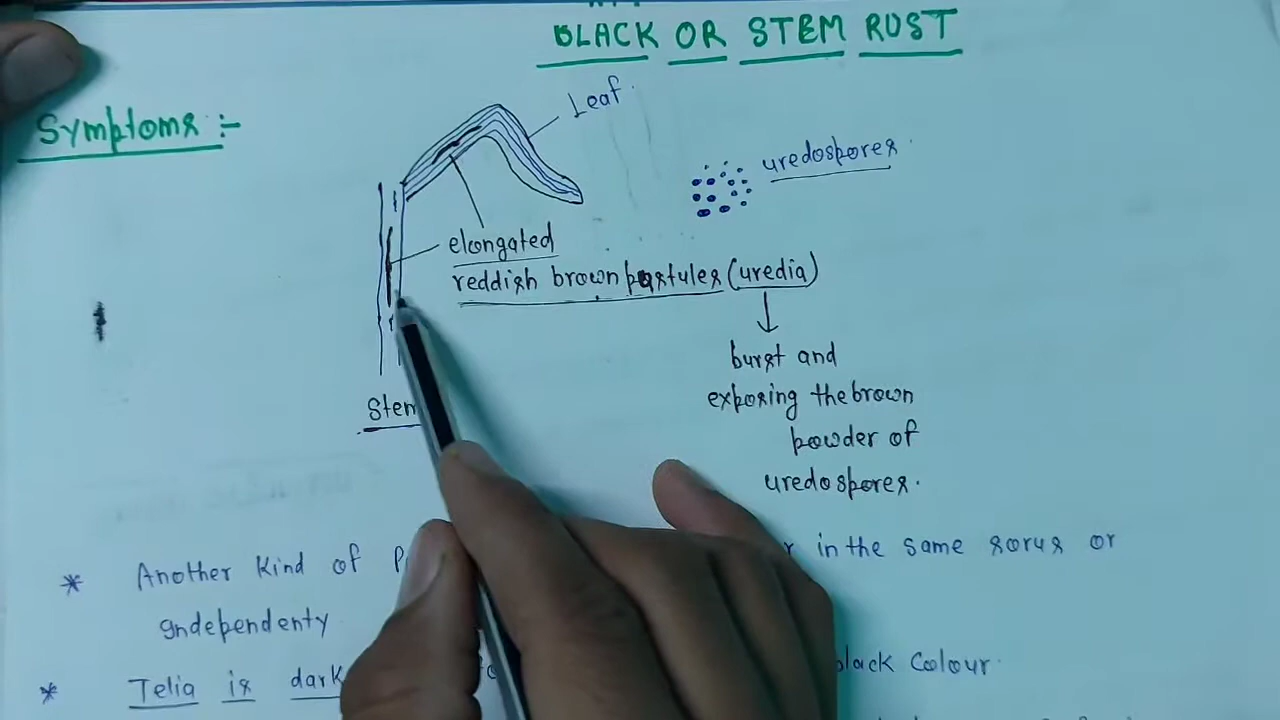 BLACK OR STEM RUST
Symptoms :-
Leaf.
uredospores.
elongated
reddish brown pustules (uredia)
burst and
exposing the brown
powder of
uredospores.
Stem
Another kind of in the same sorus or
gndependenty
Telia is dark black colour.